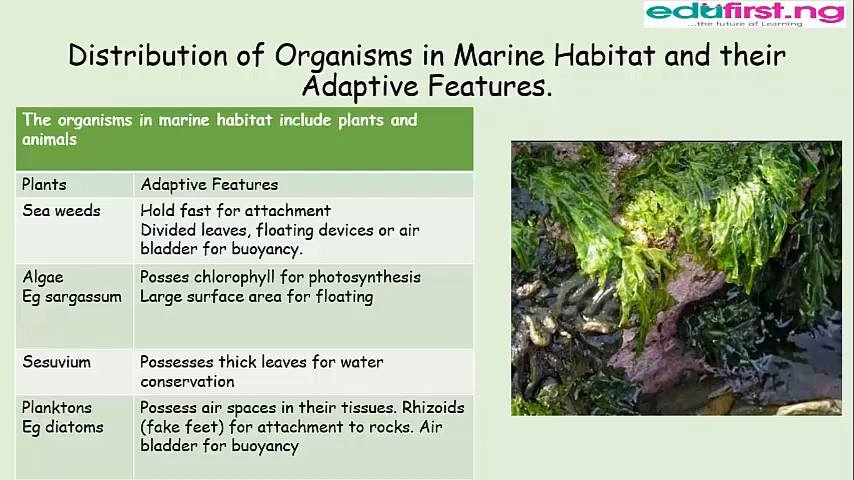 edufirst.ng
...the future of Learning
Distribution of Organisms in Marine Habitat and their
Adaptive Features.
The organisms in marine habitat include plants and
animals
Plants Adaptive Features
Sea weeds Hold fast for attachment
Divided leaves, floating devices or air
bladder for buoyancy.
Algae Posses chlorophyll for photosynthesis
Eg sargassum Large surface area for floating
Sesuvium Possesses thick leaves for water
conservation
Planktons Possess air spaces in their tissues. Rhizoids
Eg diatoms (fake feet) for attachment to rocks. Air
bladder for buoyancy